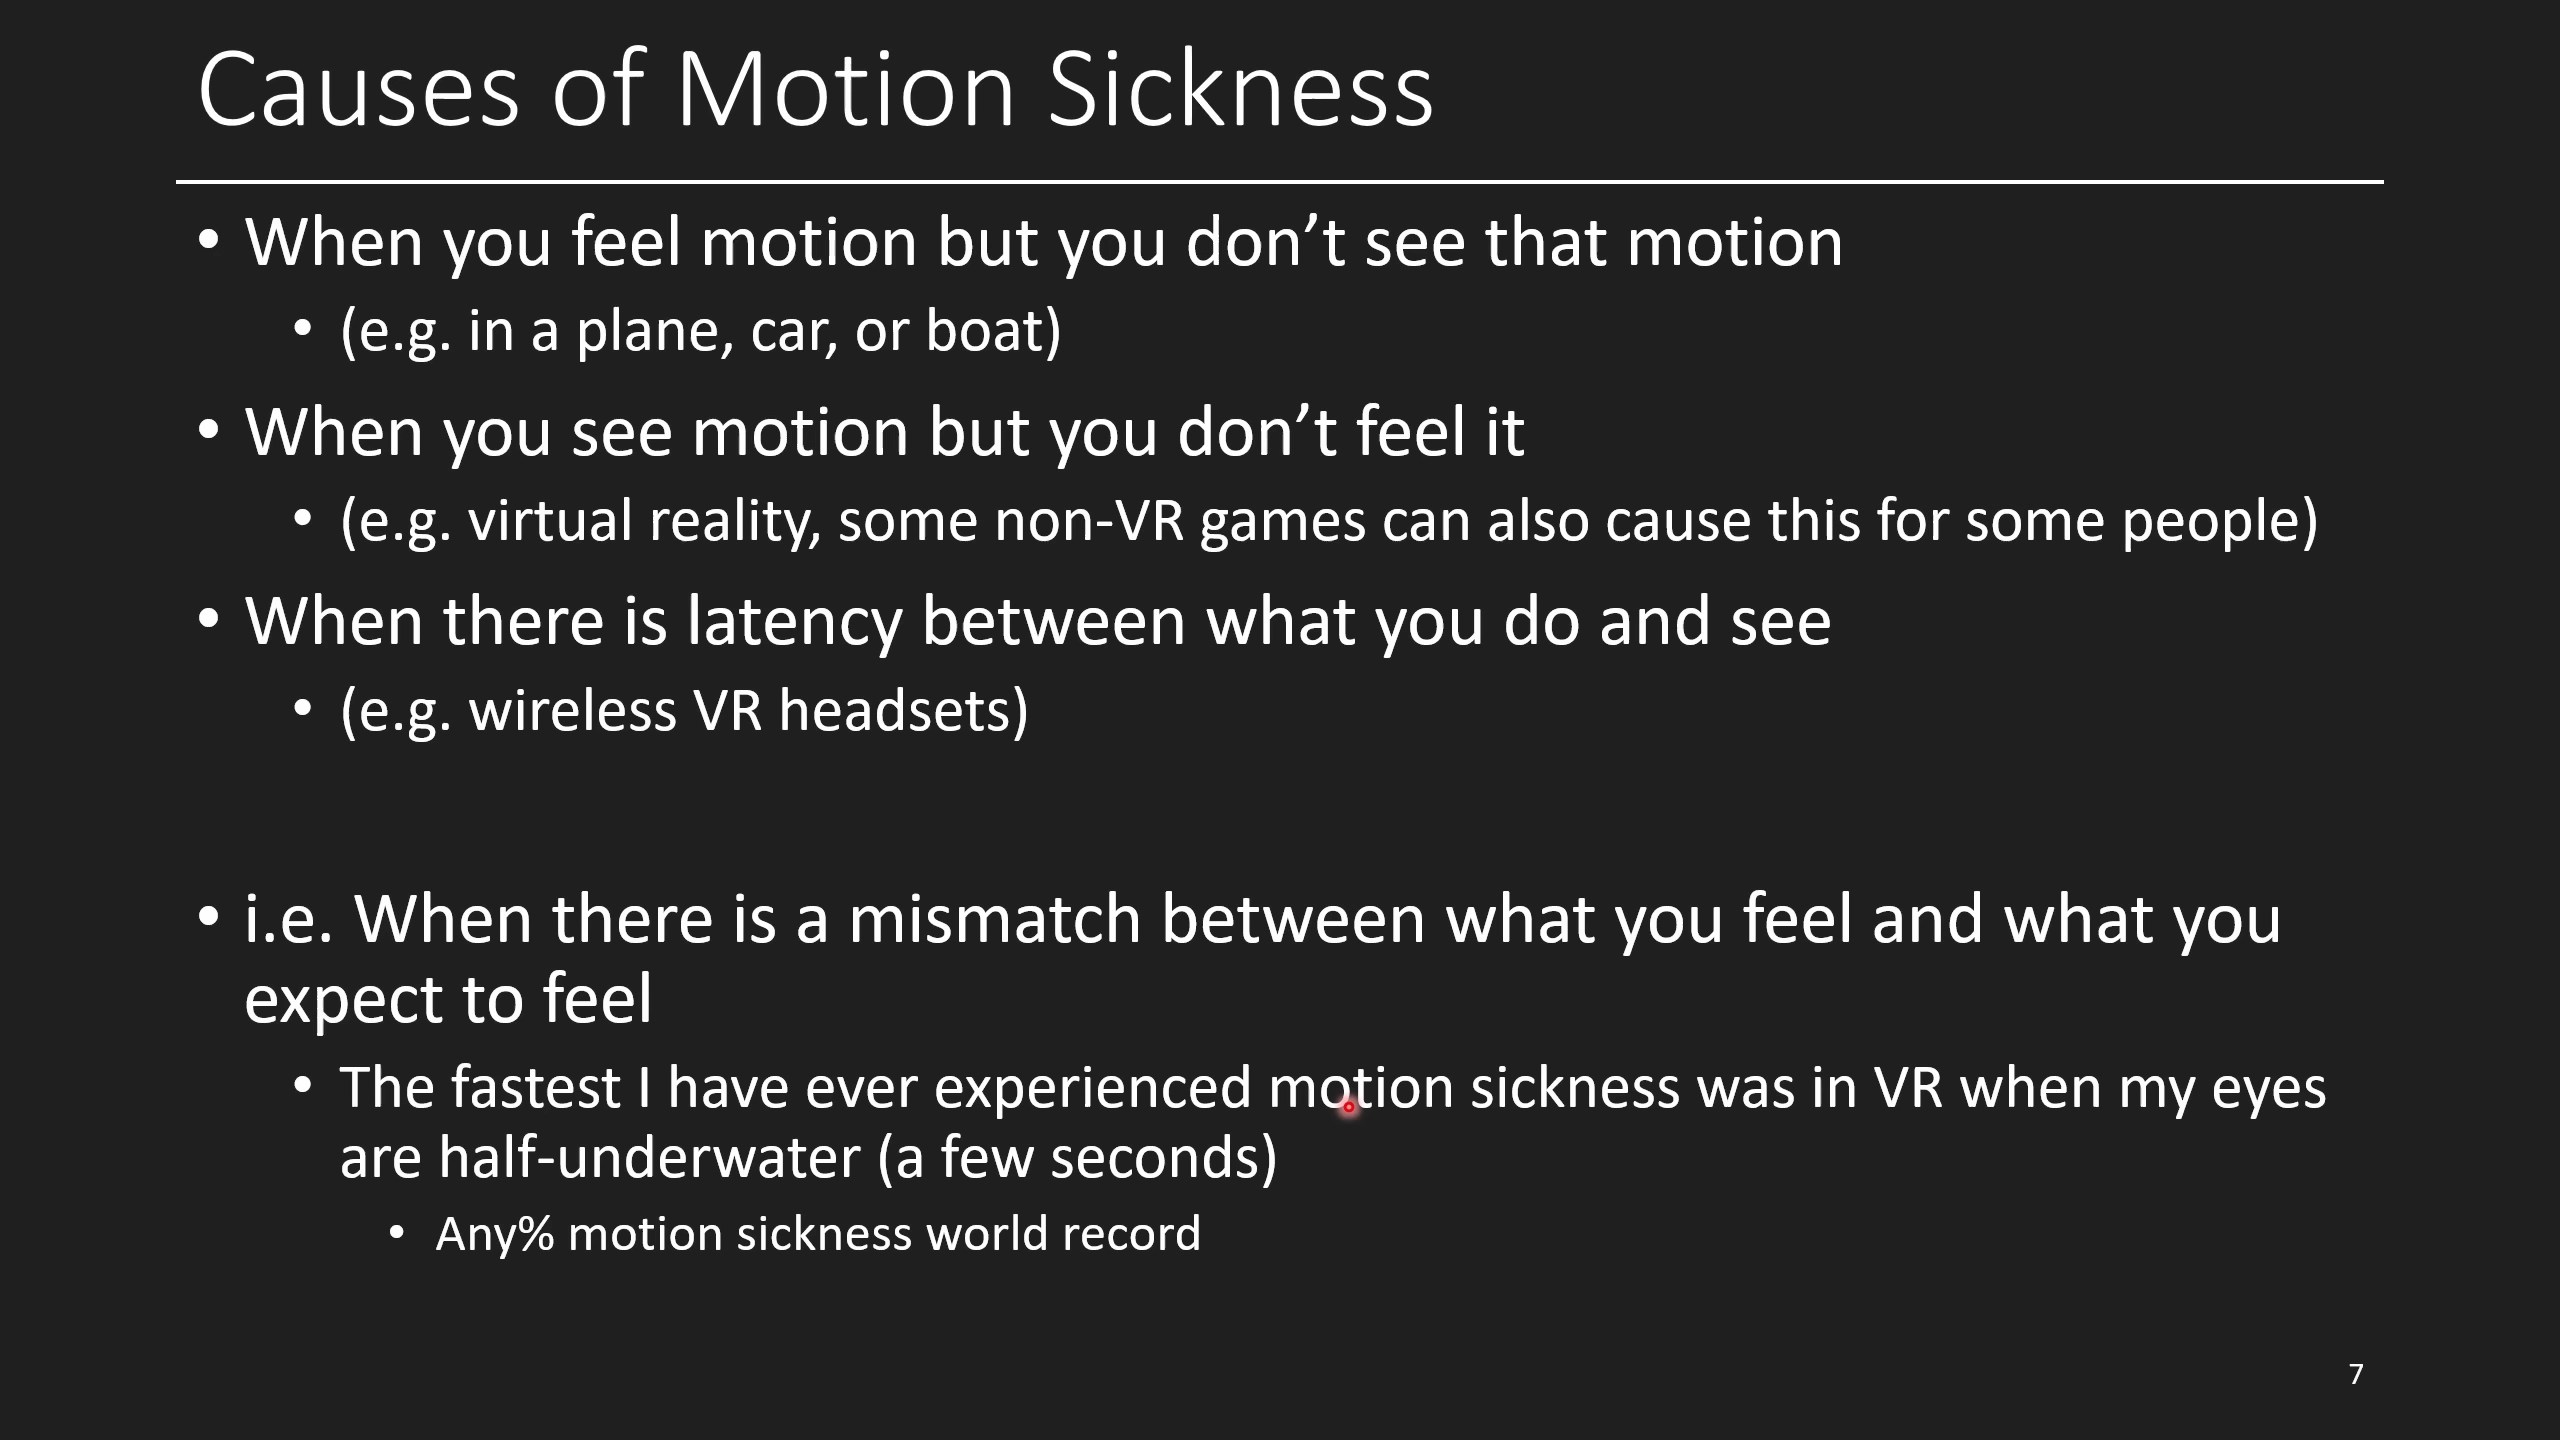 Causes of Motion Sickness
• When you feel motion but you don’t see that motion
• (e.g. in a plane, car, or boat)
• When you see motion but you don’t feel it
• (e.g. virtual reality, some non-VR games can also cause this for some people)
• When there is latency between what you do and see
• (e.g. wireless VR headsets)
• i.e. When there is a mismatch between what you feel and what you
expect to feel
• The fastest I have ever experienced motion sickness was in VR when my eyes
are half-underwater (a few seconds)
• Any% motion sickness world record
7